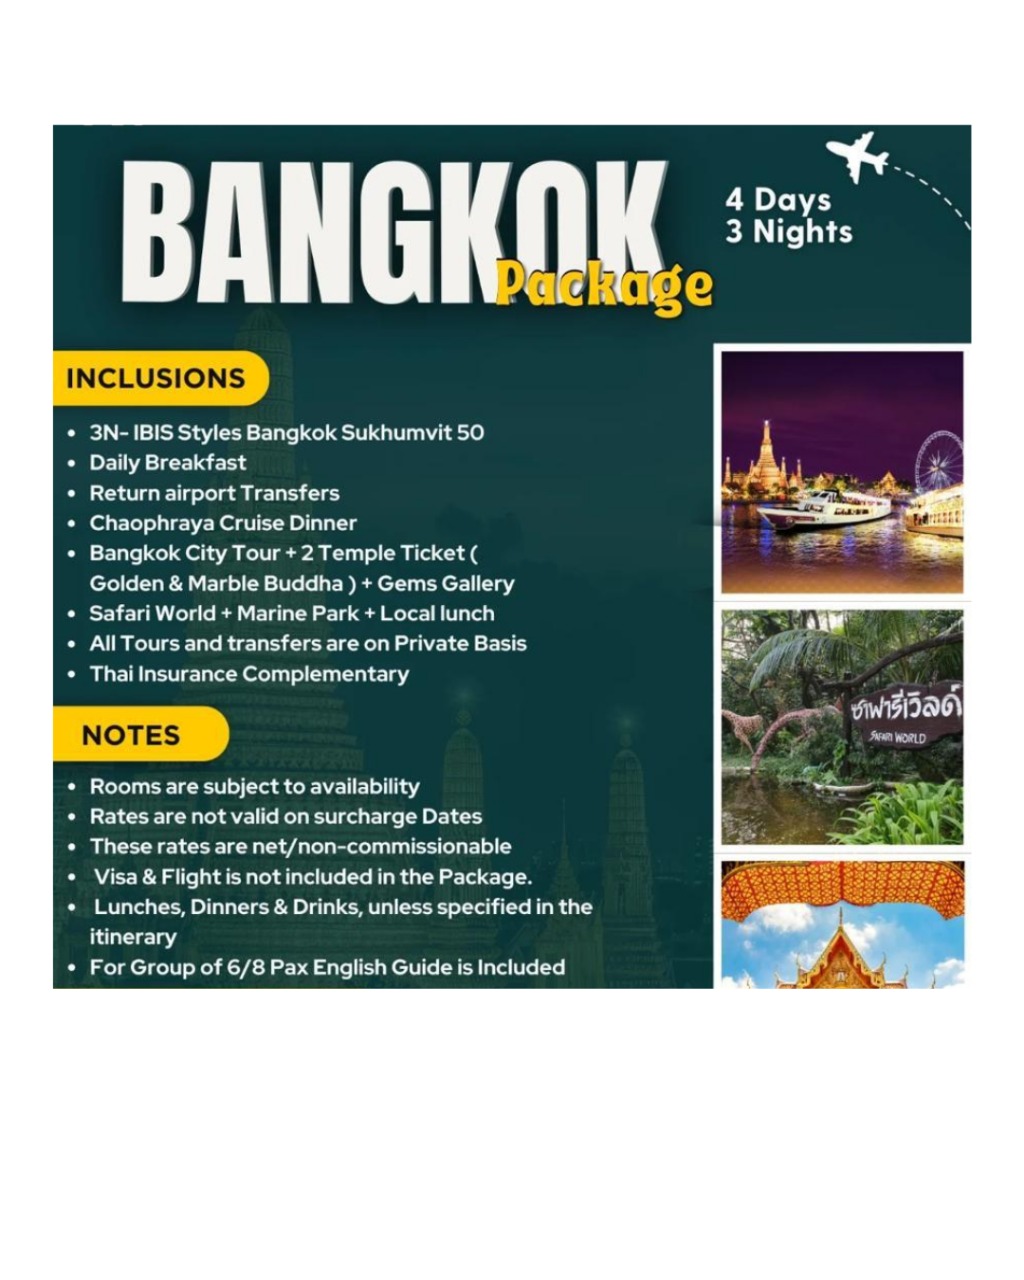 BANGKOK
Package
4 Days
3 Nights
INCLUSIONS
• 3N- IBIS Styles Bangkok Sukhumvit 50
• Daily Breakfast
• Return airport Transfers
• Chaophraya Cruise Dinner
• Bangkok City Tour + 2 Temple Ticket (
Golden & Marble Buddha ) + Gems Gallery
• Safari World + Marine Park + Local lunch
• All Tours and transfers are on Private Basis
• Thai Insurance Complementary
NOTES
• Rooms are subject to availability
• Rates are not valid on surcharge Dates
• These rates are net/non-commissionable
• Visa & Flight is not included in the Package.
• Lunches, Dinners & Drinks, unless specified in the
itinerary
• For Group of 6/8 Pax English Guide is Included
ซาฟารีเวิลด์
SAFARI WORLD